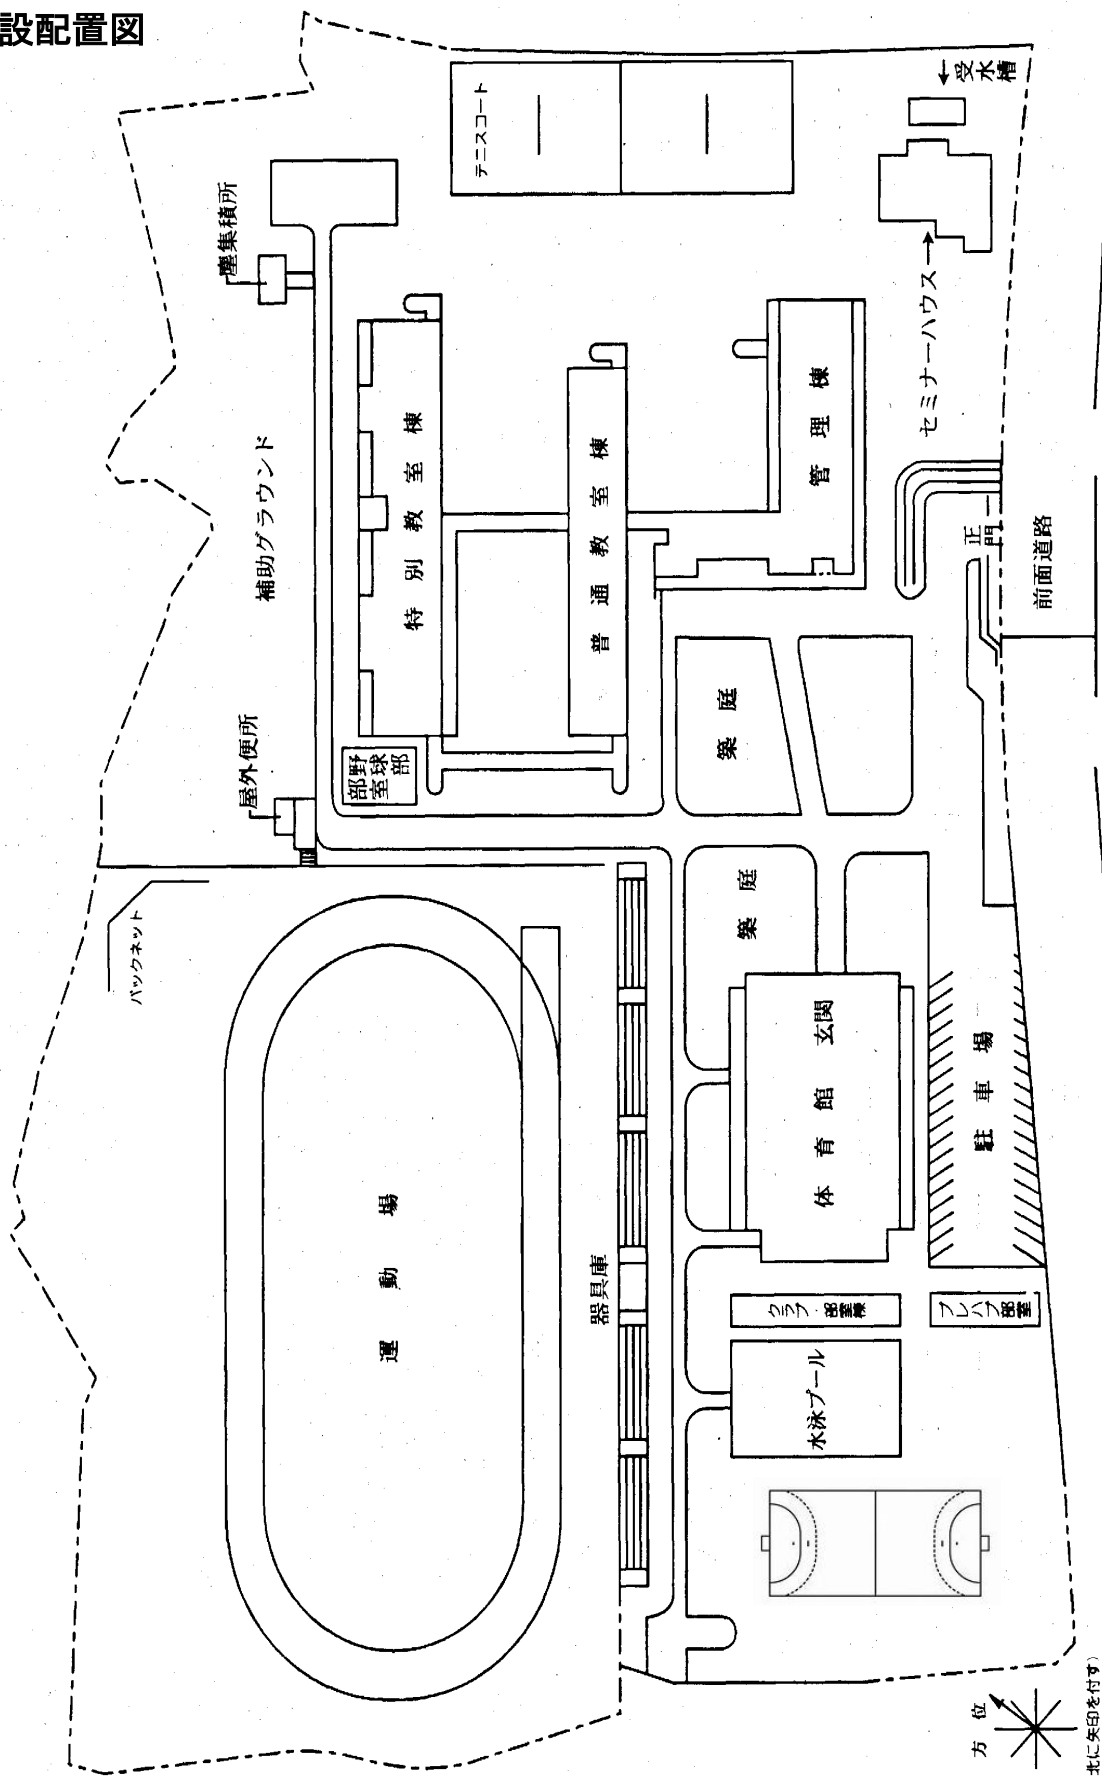 設配置図
受水槽
テニスコート
塵集積所
セミナーハウス
補助グラウンド
特別教室棟
普通教室棟
管理棟
正門
前面道路
屋外便所
野球部
部室
築庭
築庭
バックネット
運動場
器具庫
体育館 玄関
駐車場
クラブ部室棟
プレハブ部室
水泳プール
方位
北に矢印を付す)